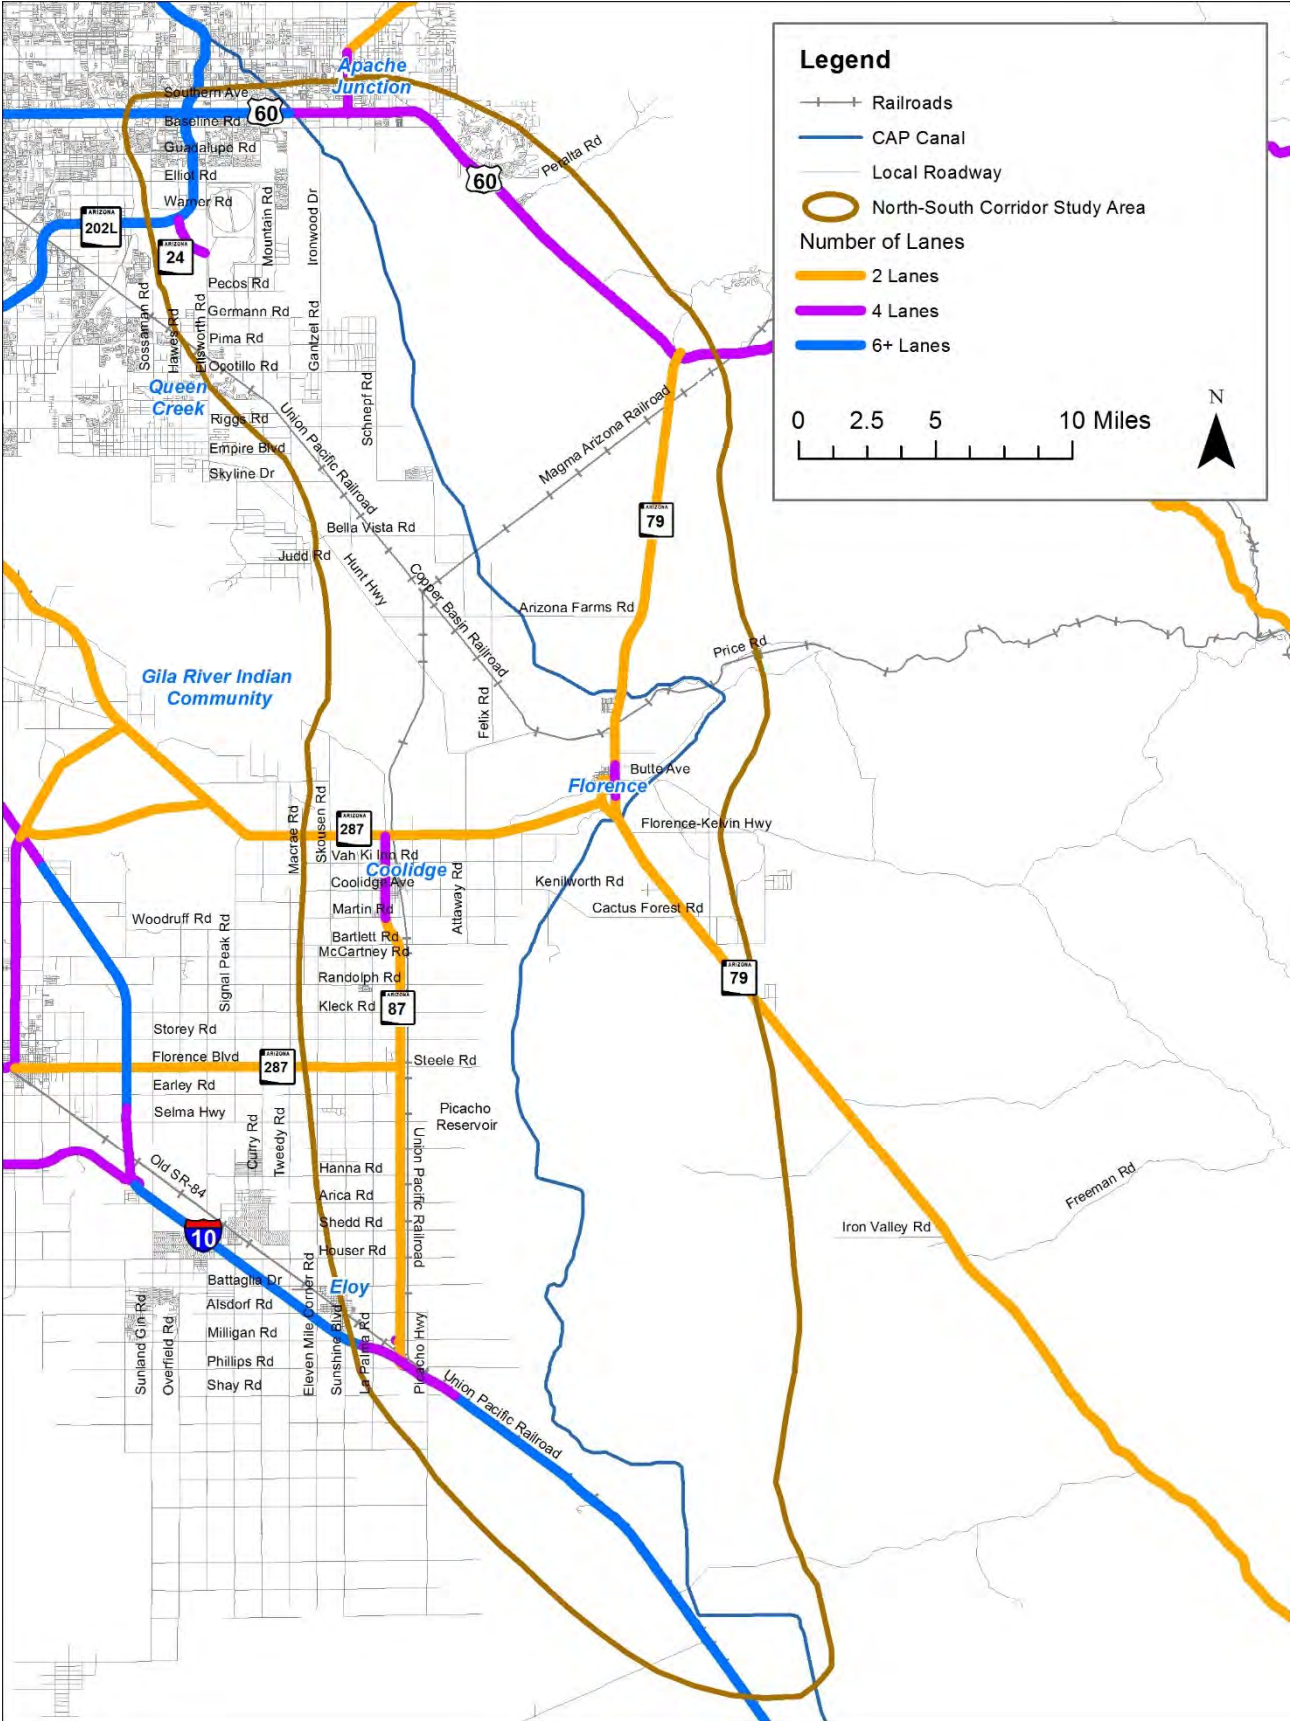 Legend
Railroads
CAP Canal
Local Roadway
North-South Corridor Study Area
Number of Lanes
2 Lanes
4 Lanes
6+ Lanes
0 2.5 5 10 Miles
N
Apache
Junction
Southern Ave
60
Baseline Rd
Guadalupe Rd
Elliot Rd
Warner Rd
Peralta Rd
60
ARIZONA
202L
ARIZONA
24
Mountain Rd
Ironwood Dr
Pecos Rd
Germann Rd
Pima Rd
Ocotillo Rd
Sossaman Rd
Hawes Rd
Ellsworth Rd
Gantzel Rd
Schnepf Rd
Queen
Creek
Riggs Rd
Empire Blvd
Skyline Dr
Union Pacific Railroad
Magma Arizona Railroad
ARIZONA
79
Bella Vista Rd
Judd Rd
Hunt Hwy
Copper Basin Railroad
Arizona Farms Rd
Price Rd
Gila River Indian
Community
Felix Rd
Butte Ave
Florence
Florence-Kelvin Hwy
Macrae Rd
Skousen Rd
ARIZONA
287
Vah Ki Inn Rd
Coolidge
Coolidge Ave
Kenilworth Rd
Martin Rd
Cactus Forest Rd
Attaway Rd
Woodruff Rd
Signal Peak Rd
Bartlett Rd
McCartney Rd
Randolph Rd
Kleck Rd
ARIZONA
87
ARIZONA
79
Storey Rd
Florence Blvd
ARIZONA
287
Steele Rd
Earley Rd
Selma Hwy
Picacho
Reservoir
Curry Rd
Tweedy Rd
Union Pacific Railroad
Old SR-84
Hanna Rd
Arica Rd
Shedd Rd
Houser Rd
Freeman Rd
Iron Valley Rd
10
Battaglia Dr
Eloy
Alsdorf Rd
Milligan Rd
Phillips Rd
Shay Rd
Sunland Gin Rd
Overfield Rd
Eleven Mile Corner Rd
Sunshine Blvd
La Palma Rd
Picacho Hwy
Union Pacific Railroad